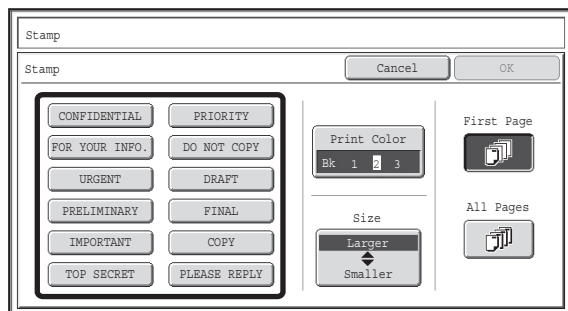 Stamp
Stamp
Cancel
OK
CONFIDENTIAL
PRIORITY
FOR YOUR INFO.
DO NOT COPY
URGENT
DRAFT
PRELIMINARY
FINAL
IMPORTANT
COPY
TOP SECRET
PLEASE REPLY
Print Color
Bk 1 2 3
Size
Larger
Smaller
First Page
All Pages